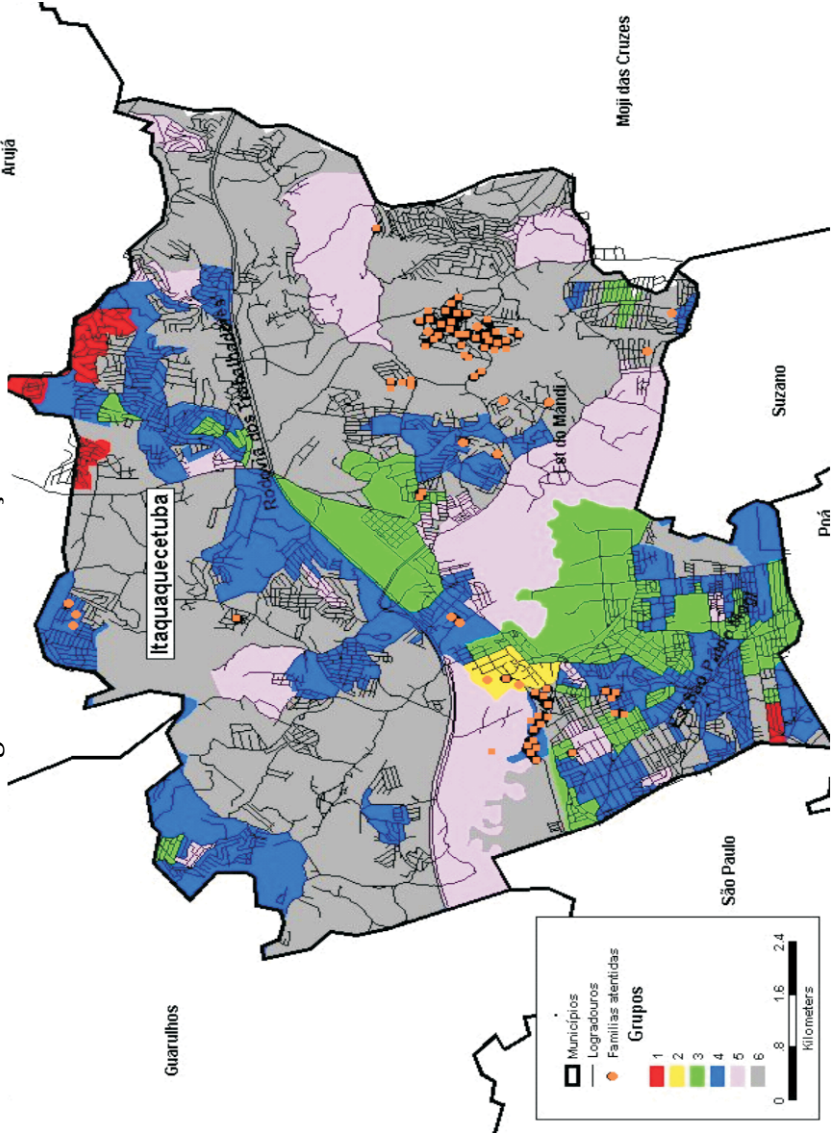 Arujá
Moji das Cruzes
Guarulhos
Itaquaquecetuba
Rodovia dos Trabalhadores
Est do Mandi
Suzano
Poá
São Paulo
Municípios
Logradouros
Famílias atentidas
Grupos
1
2
3
4
5
6
0
.8
1.6
2.4
Kilometers